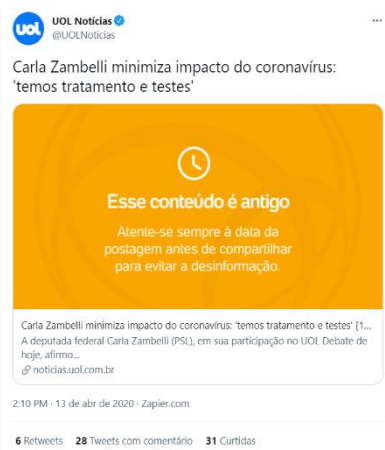 uol
UOL Notícias
@UOLNoticias
Carla Zambelli minimiza impacto do coronavírus:
'temos tratamento e testes'
Esse conteúdo é antigo
Atente-se sempre à data da
postagem antes de compartilhar
para evitar a desinformação.
Carla Zambelli minimiza impacto do coronavírus: 'temos tratamento e testes' [1...
A deputada federal Carla Zambelli (PSL), em sua participação no UOL Debate de
hoje, afirmo...
noticias.uol.com.br
2:10 PM · 13 de abr de 2020 · Zapier.com
6 Retweets 28 Tweets com comentário 31 Curtidas